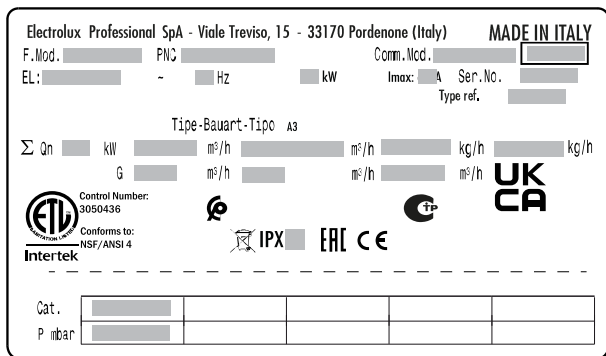 Electrolux Professional SpA - Viale Treviso, 15 - 33170 Pordenone (Italy) MADE IN ITALY
F.Mod. PNC Comm.Mod.
EL: ~ Hz kW Imax: A Ser.No.
Type ref.
Tipe-Bauart-Tipo A3
Σ Qn kW m³/h m³/h kg/h kg/h
G m³/h m³/h m³/h
UK
CA
ETL
Control Number:
3050436
Conforms to:
NSF/ANSI 4
Intertek
IPX EAC CE
Cat.
P mbar